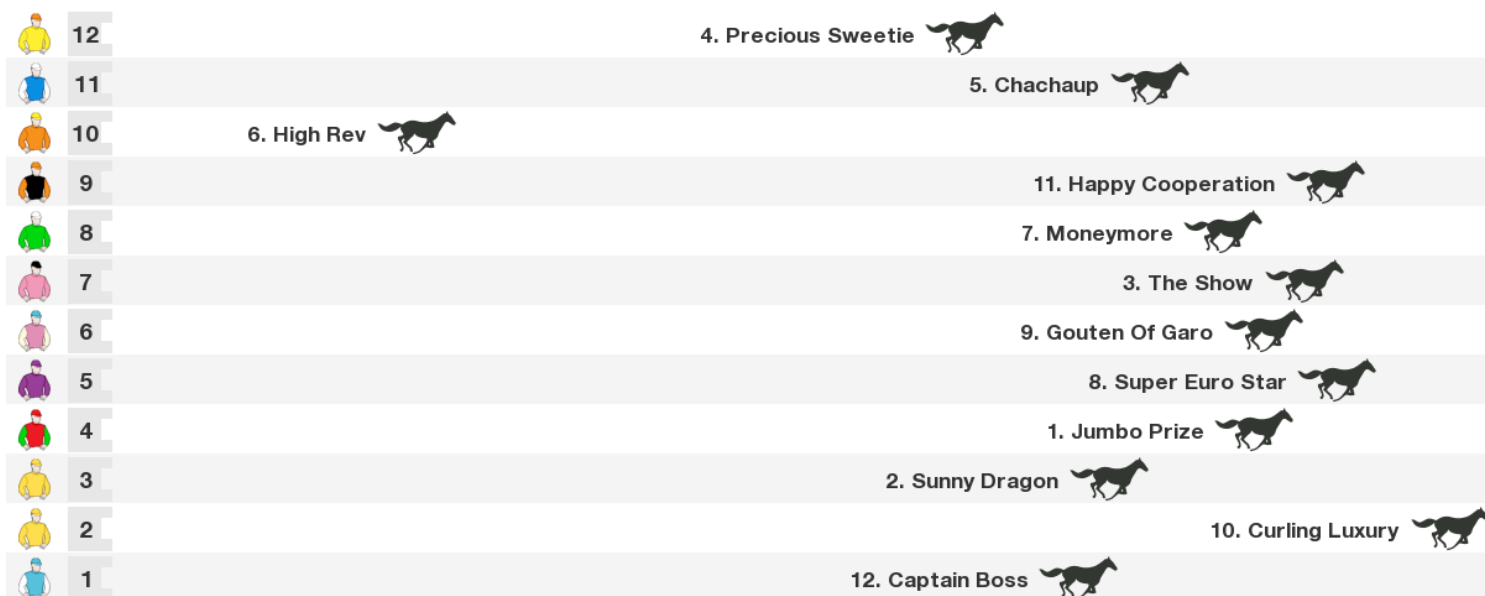 12 4. Precious Sweetie
11 5. Chachaup
10 6. High Rev
9 11. Happy Cooperation
8 7. Moneymore
7 3. The Show
6 9. Gouten Of Garo
5 8. Super Euro Star
4 1. Jumbo Prize
3 2. Sunny Dragon
2 10. Curling Luxury
1 12. Captain Boss